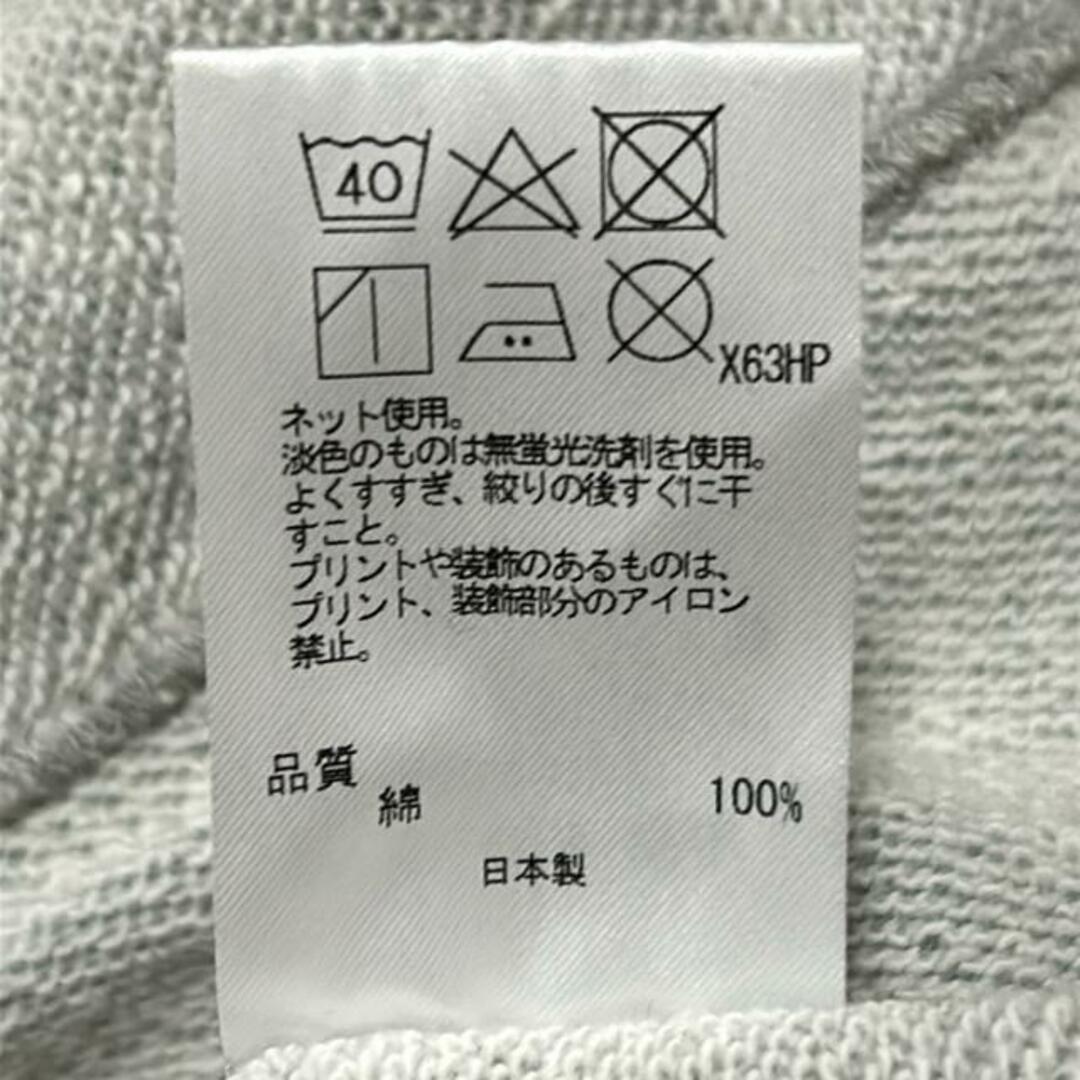 40
X63HP
ネット使用。
淡色のものは無蛍光洗剤を使用。
よくすすぎ、絞りの後すぐに干
すこと。
プリントや装飾のあるものは、
プリント、装飾部分のアイロン
禁止。
品質
綿 100%
日本製